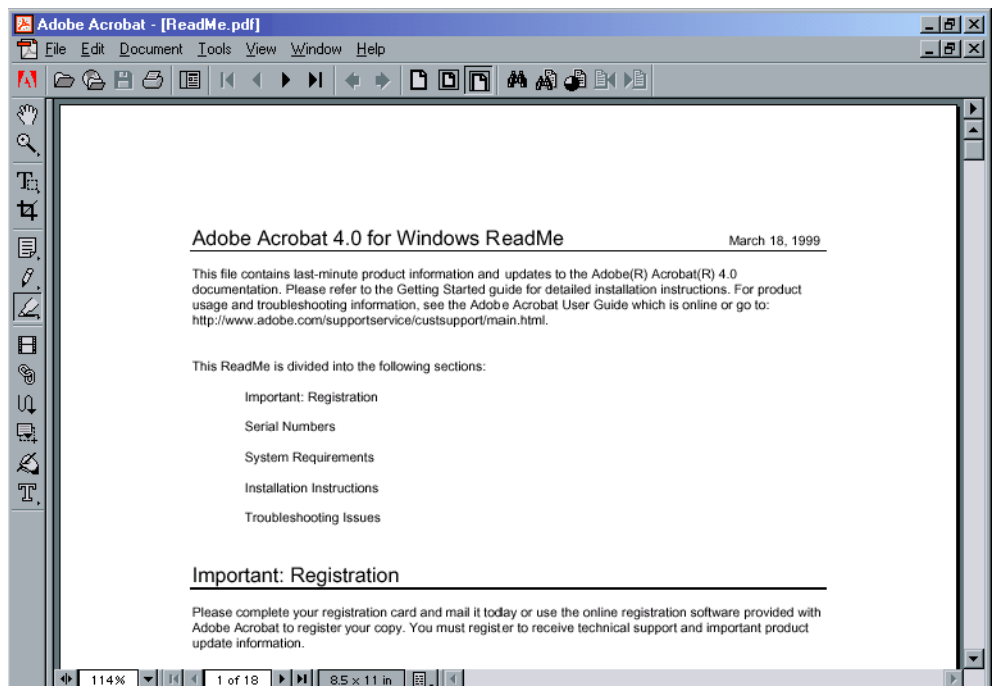 Adobe Acrobat - [ReadMe.pdf]
File Edit Document Tools View Window Help
Adobe Acrobat 4.0 for Windows ReadMe March 18, 1999
This file contains last-minute product information and updates to the Adobe(R) Acrobat(R) 4.0
documentation. Please refer to the Getting Started guide for detailed installation instructions. For product
usage and troubleshooting information, see the Adobe Acrobat User Guide which is online or go to:
http://www.adobe.com/supportservice/custsupport/main.html.
This ReadMe is divided into the following sections:
Important: Registration
Serial Numbers
System Requirements
Installation Instructions
Troubleshooting Issues
Important: Registration
Please complete your registration card and mail it today or use the online registration software provided with
Adobe Acrobat to register your copy. You must register to receive technical support and important product
update information.
114% 1 of 18 8.5 x 11 in